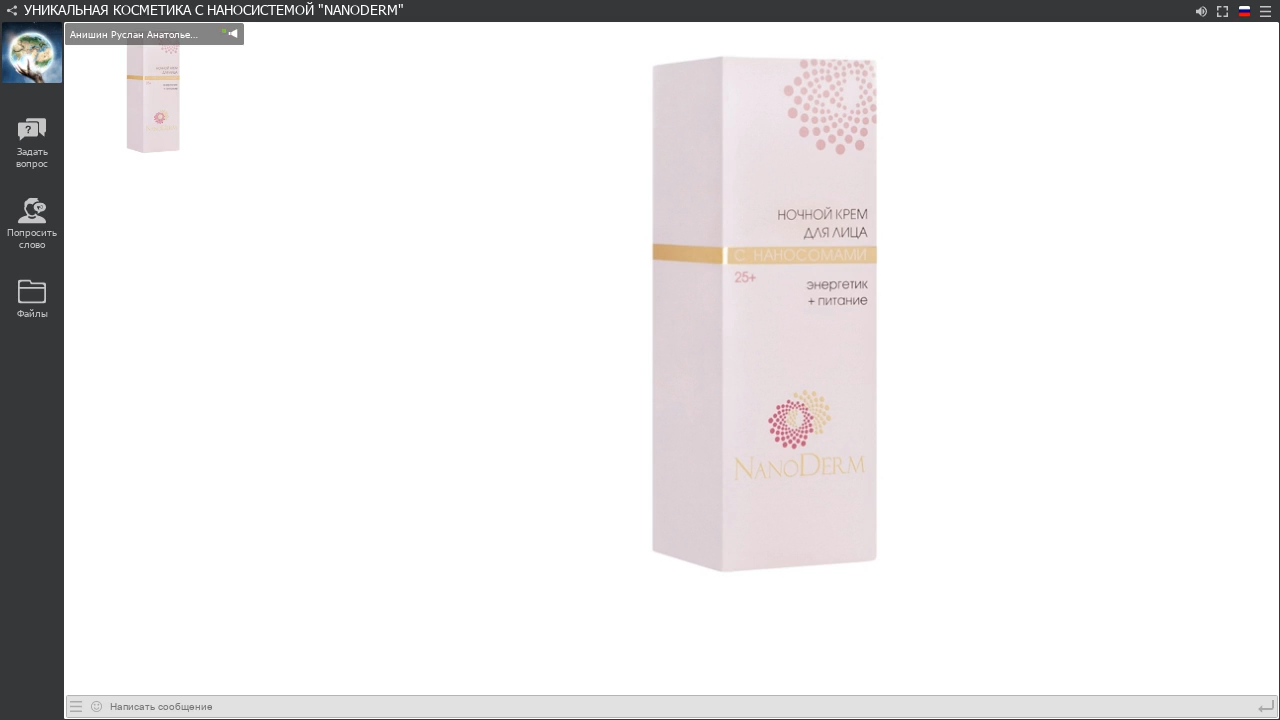 УНИКАЛЬНАЯ КОСМЕТИКА С НАНОСИСТЕМОЙ "NANODERM"
Анишин Руслан Анатолье...
Задать
вопрос
Попросить
слово
Файлы
НОЧНОЙ КРЕМ
ДЛЯ ЛИЦА
С НАНОСОМАМИ
25+
энергетик
+ питание
NANODERM
Написать сообщение